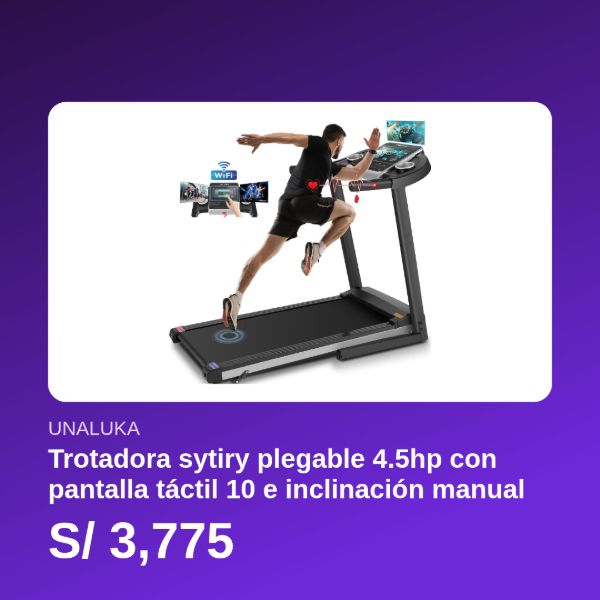 WiFi
UNALUKA
Trotadora sytiry plegable 4.5hp con
pantalla táctil 10 e inclinación manual
S/ 3,775